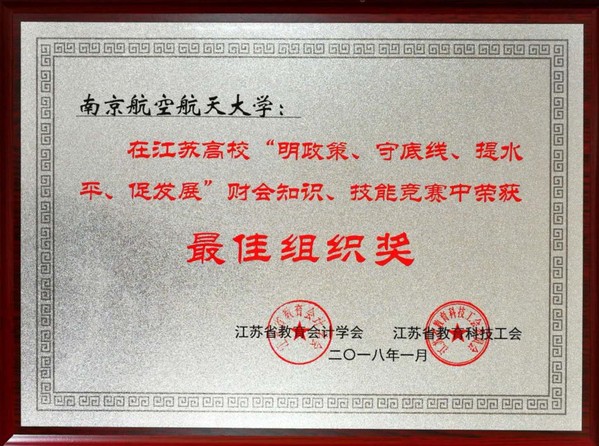 南京航空航天大学：
在江苏高校“明政策、守底线、提水
平、促发展”财会知识、技能竞赛中荣获
最佳组织奖
江苏省教育会计学会 江苏省教育科技工会
二〇一八年一月